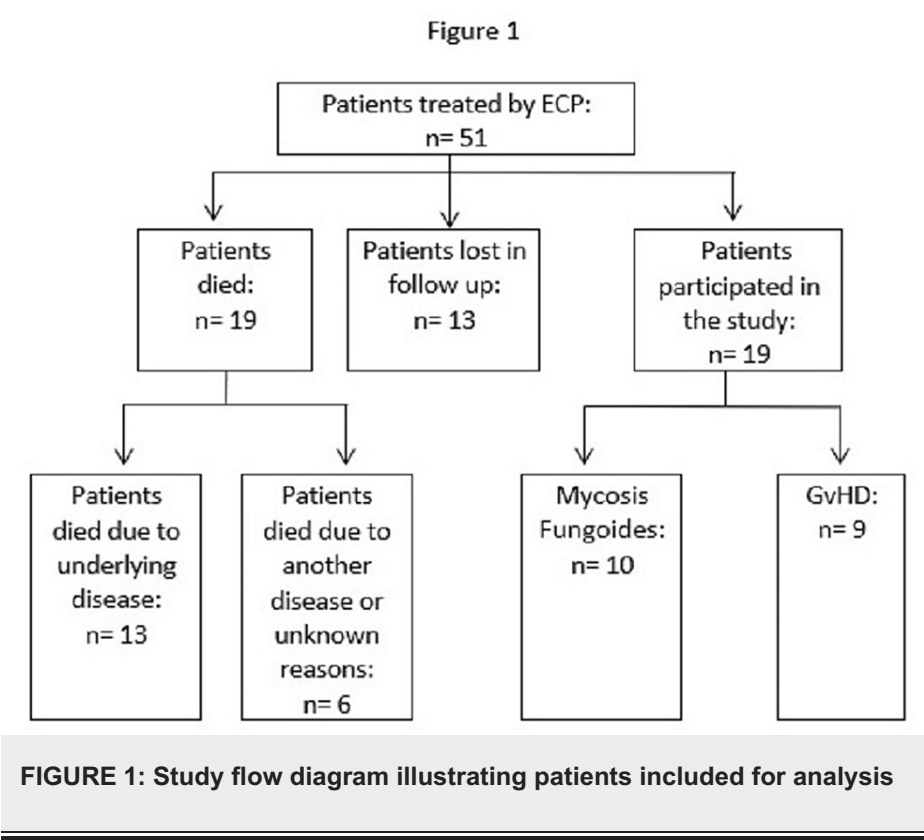 Figure 1
Patients treated by ECP:
n= 51
Patients
died:
n= 19
Patients lost in
follow up:
n= 13
Patients
participated in
the study:
n= 19
Patients
died due to
underlying
disease:
n= 13
Patients
died due to
another
disease or
unknown
reasons:
n= 6
Mycosis
Fungoides:
n= 10
GvHD:
n= 9
FIGURE 1: Study flow diagram illustrating patients included for analysis